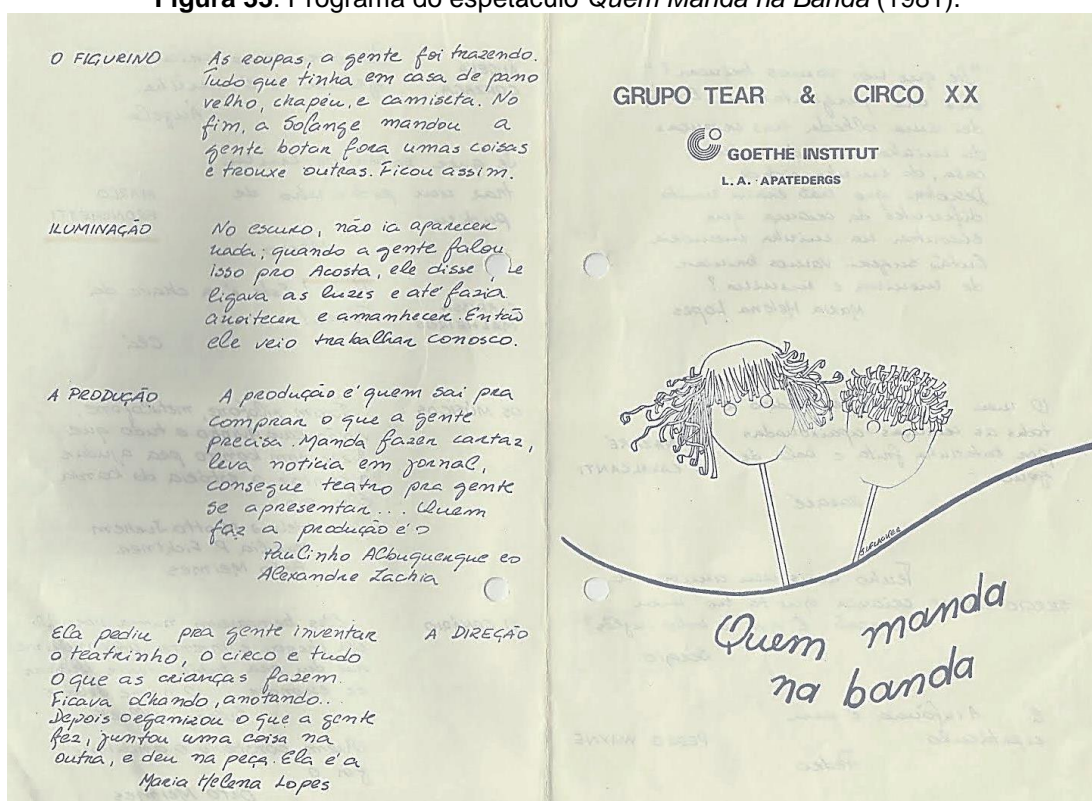 Figura 35. Programa do espetáculo Quem Manda na Banda (1981).
O FIGURINO
As roupas, a gente foi trazendo.
Tudo que tinha em casa de pano
velho, chapéu, e camiseta. No
fim, a Solange mandou a
gente botar fora umas coisas
e trouxe outras. Ficou assim.
ILUMINAÇÃO
No escuro, não ia aparecer
nada; quando a gente falou
isso pro Acosta, ele disse
ligava as luzes e até fazia
anoitecer e amanhecer. Então
ele veio trabalhar conosco.
A PRODUÇÃO
A produção é quem sai pra
comprar o que a gente
precisa. Manda fazer cartaz,
leva notícia em jornal,
consegue teatro pra gente
se apresentar... Quem
faz a produção é o
Paulinho Albuquerque e o
Alexandre Zachia
Ela pediu pra gente inventar
o teatrinho, o circo e tudo
o que as crianças fazem.
Ficava olhando, anotando...
Depois organizou o que a gente
fez, juntou uma coisa na
outra, e deu na peça. Ela é a
Maria Helena Lopes
A DIREÇÃO
GRUPO TEAR & CIRCO XX
GOETHE INSTITUT
L.A. APATEDERGS
Quem manda
na banda